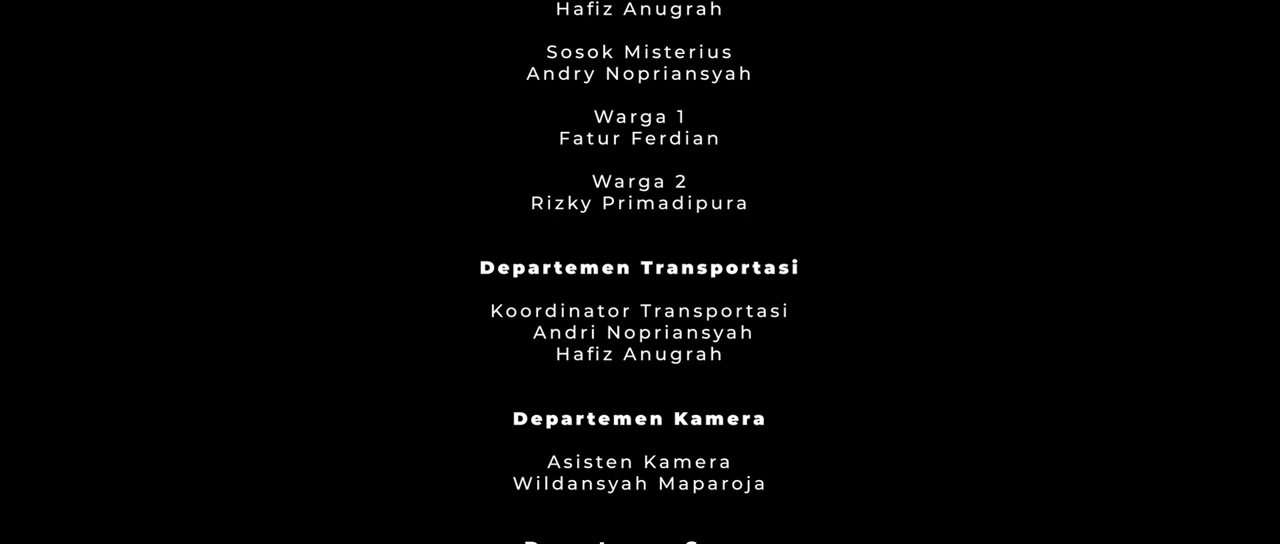 Hafiz Anugrah
Sosok Misterius
Andry Nopriansyah
Warga 1
Fatur Ferdian
Warga 2
Rizky Primadipura
Departemen Transportasi
Koordinator Transportasi
Andri Nopriansyah
Hafiz Anugrah
Departemen Kamera
Asisten Kamera
Wildansyah Maparoja